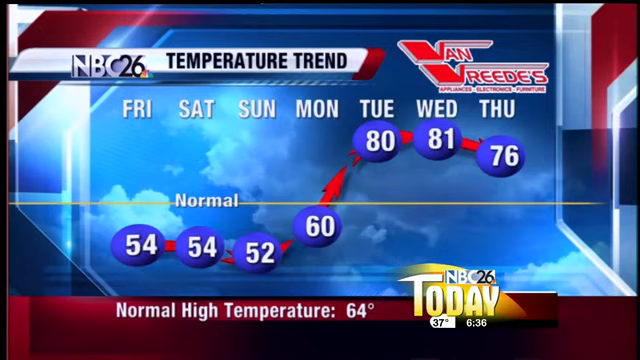 NBC26 TEMPERATURE TREND
VAN VREEDE'S
APPLIANCES - ELECTRONICS - FURNITURE
FRI SAT SUN MON TUE WED THU
80 81 76
Normal
54 54 52 60
Normal High Temperature: 64°
NBC26
TODAY
37° 6:36